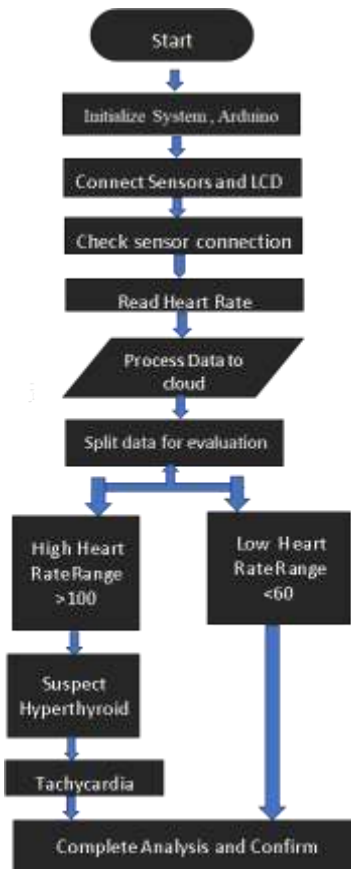 Start
Initialize System , Arduino
Connect Sensors and LCD
Check sensor connection
Read Heart Rate
Process Data to
cloud
Split data for evaluation
High Heart
RateRange
>100
Low Heart
RateRange
<60
Suspect
Hyperthyroid
Tachycardia
Complete Analysis and Confirm